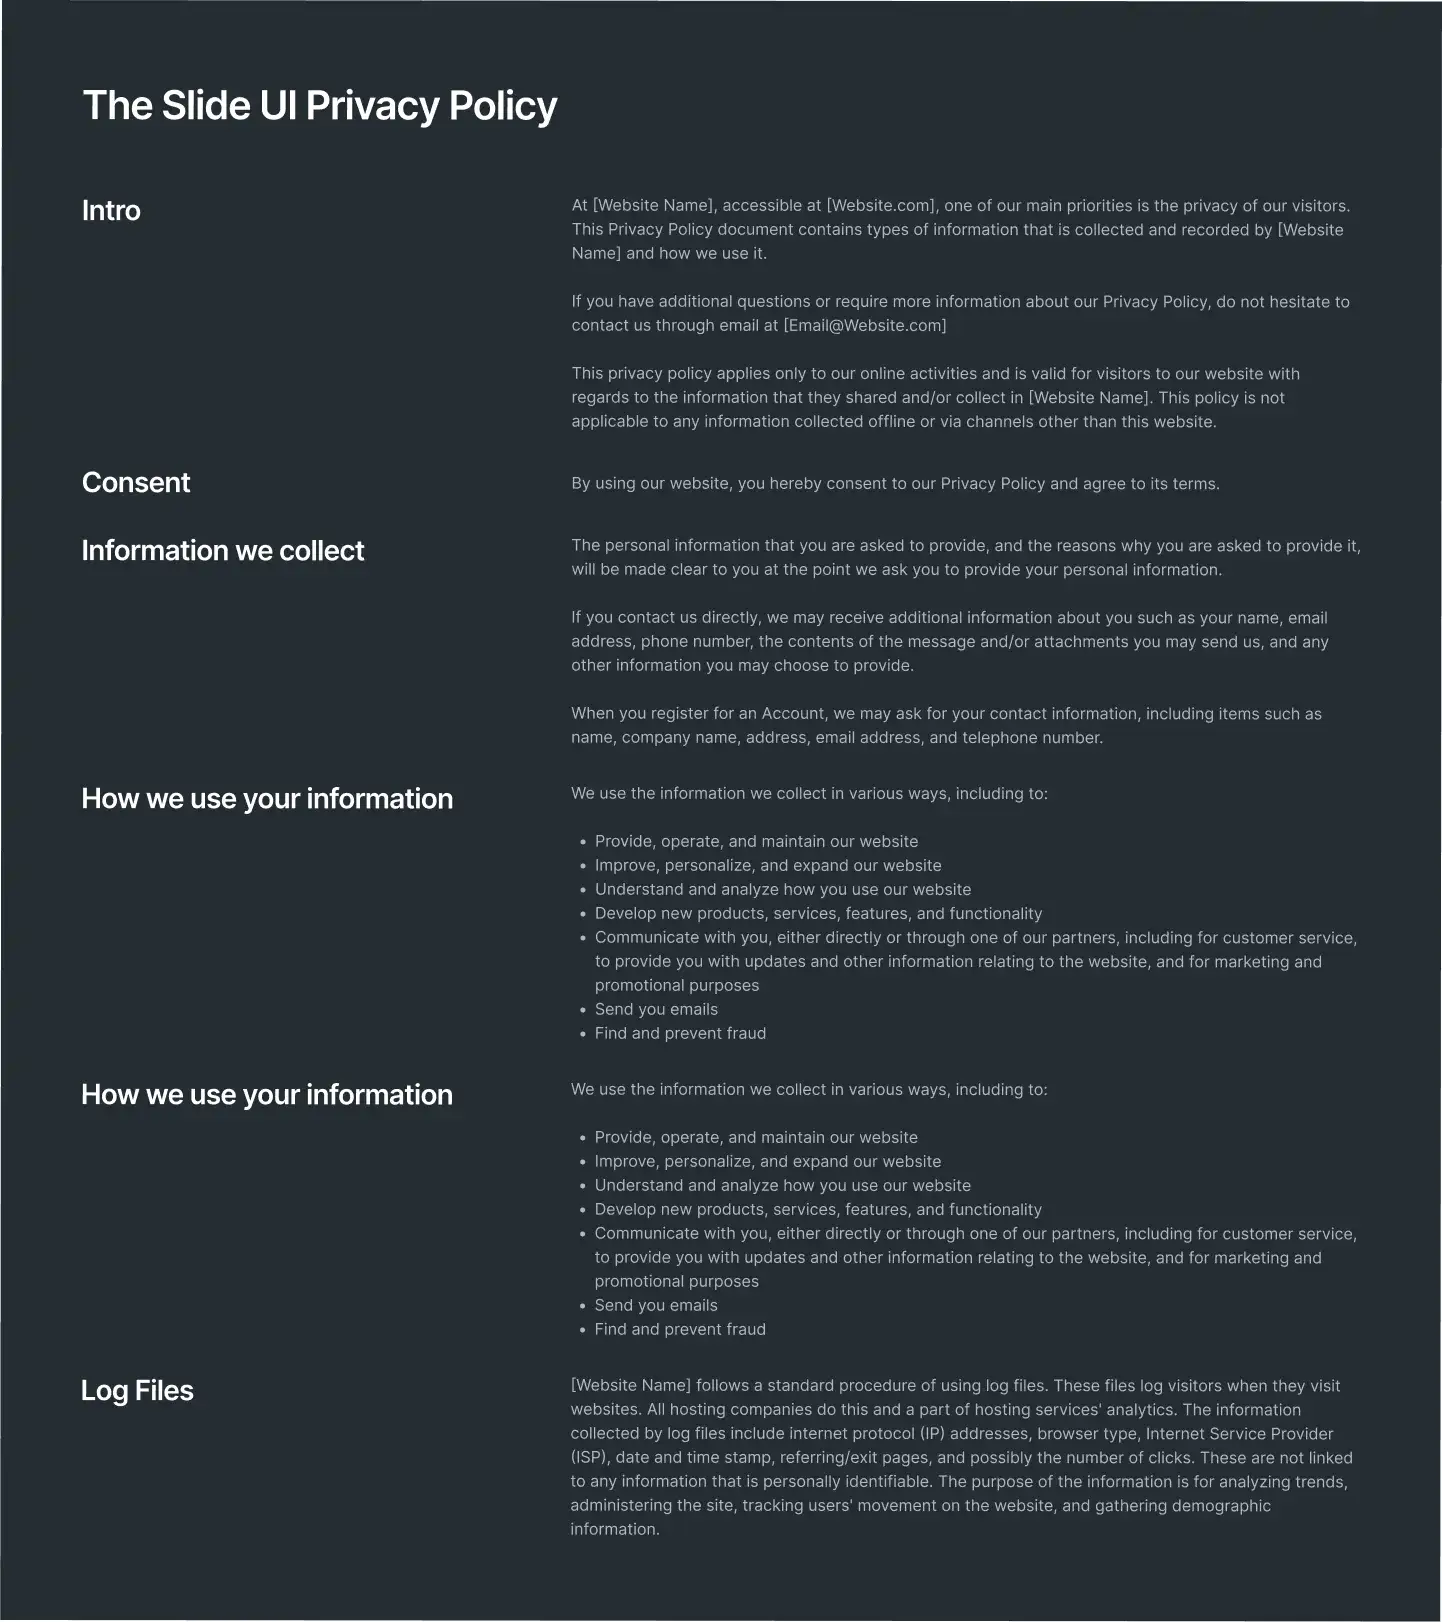 The Slide UI Privacy Policy
Intro
At [Website Name], accessible at [Website.com], one of our main priorities is the privacy of our visitors.
This Privacy Policy document contains types of information that is collected and recorded by [Website
Name] and how we use it.
If you have additional questions or require more information about our Privacy Policy, do not hesitate to
contact us through email at [Email@Website.com]
This privacy policy applies only to our online activities and is valid for visitors to our website with
regards to the information that they shared and/or collect in [Website Name]. This policy is not
applicable to any information collected offline or via channels other than this website.
Consent
By using our website, you hereby consent to our Privacy Policy and agree to its terms.
Information we collect
The personal information that you are asked to provide, and the reasons why you are asked to provide it,
will be made clear to you at the point we ask you to provide your personal information.
If you contact us directly, we may receive additional information about you such as your name, email
address, phone number, the contents of the message and/or attachments you may send us, and any
other information you may choose to provide.
When you register for an Account, we may ask for your contact information, including items such as
name, company name, address, email address, and telephone number.
How we use your information
We use the information we collect in various ways, including to:
• Provide, operate, and maintain our website
• Improve, personalize, and expand our website
• Understand and analyze how you use our website
• Develop new products, services, features, and functionality
• Communicate with you, either directly or through one of our partners, including for customer service,
to provide you with updates and other information relating to the website, and for marketing and
promotional purposes
• Send you emails
• Find and prevent fraud
How we use your information
We use the information we collect in various ways, including to:
• Provide, operate, and maintain our website
• Improve, personalize, and expand our website
• Understand and analyze how you use our website
• Develop new products, services, features, and functionality
• Communicate with you, either directly or through one of our partners, including for customer service,
to provide you with updates and other information relating to the website, and for marketing and
promotional purposes
• Send you emails
• Find and prevent fraud
Log Files
[Website Name] follows a standard procedure of using log files. These files log visitors when they visit
websites. All hosting companies do this and a part of hosting services' analytics. The information
collected by log files include internet protocol (IP) addresses, browser type, Internet Service Provider
(ISP), date and time stamp, referring/exit pages, and possibly the number of clicks. These are not linked
to any information that is personally identifiable. The purpose of the information is for analyzing trends,
administering the site, tracking users' movement on the website, and gathering demographic
information.